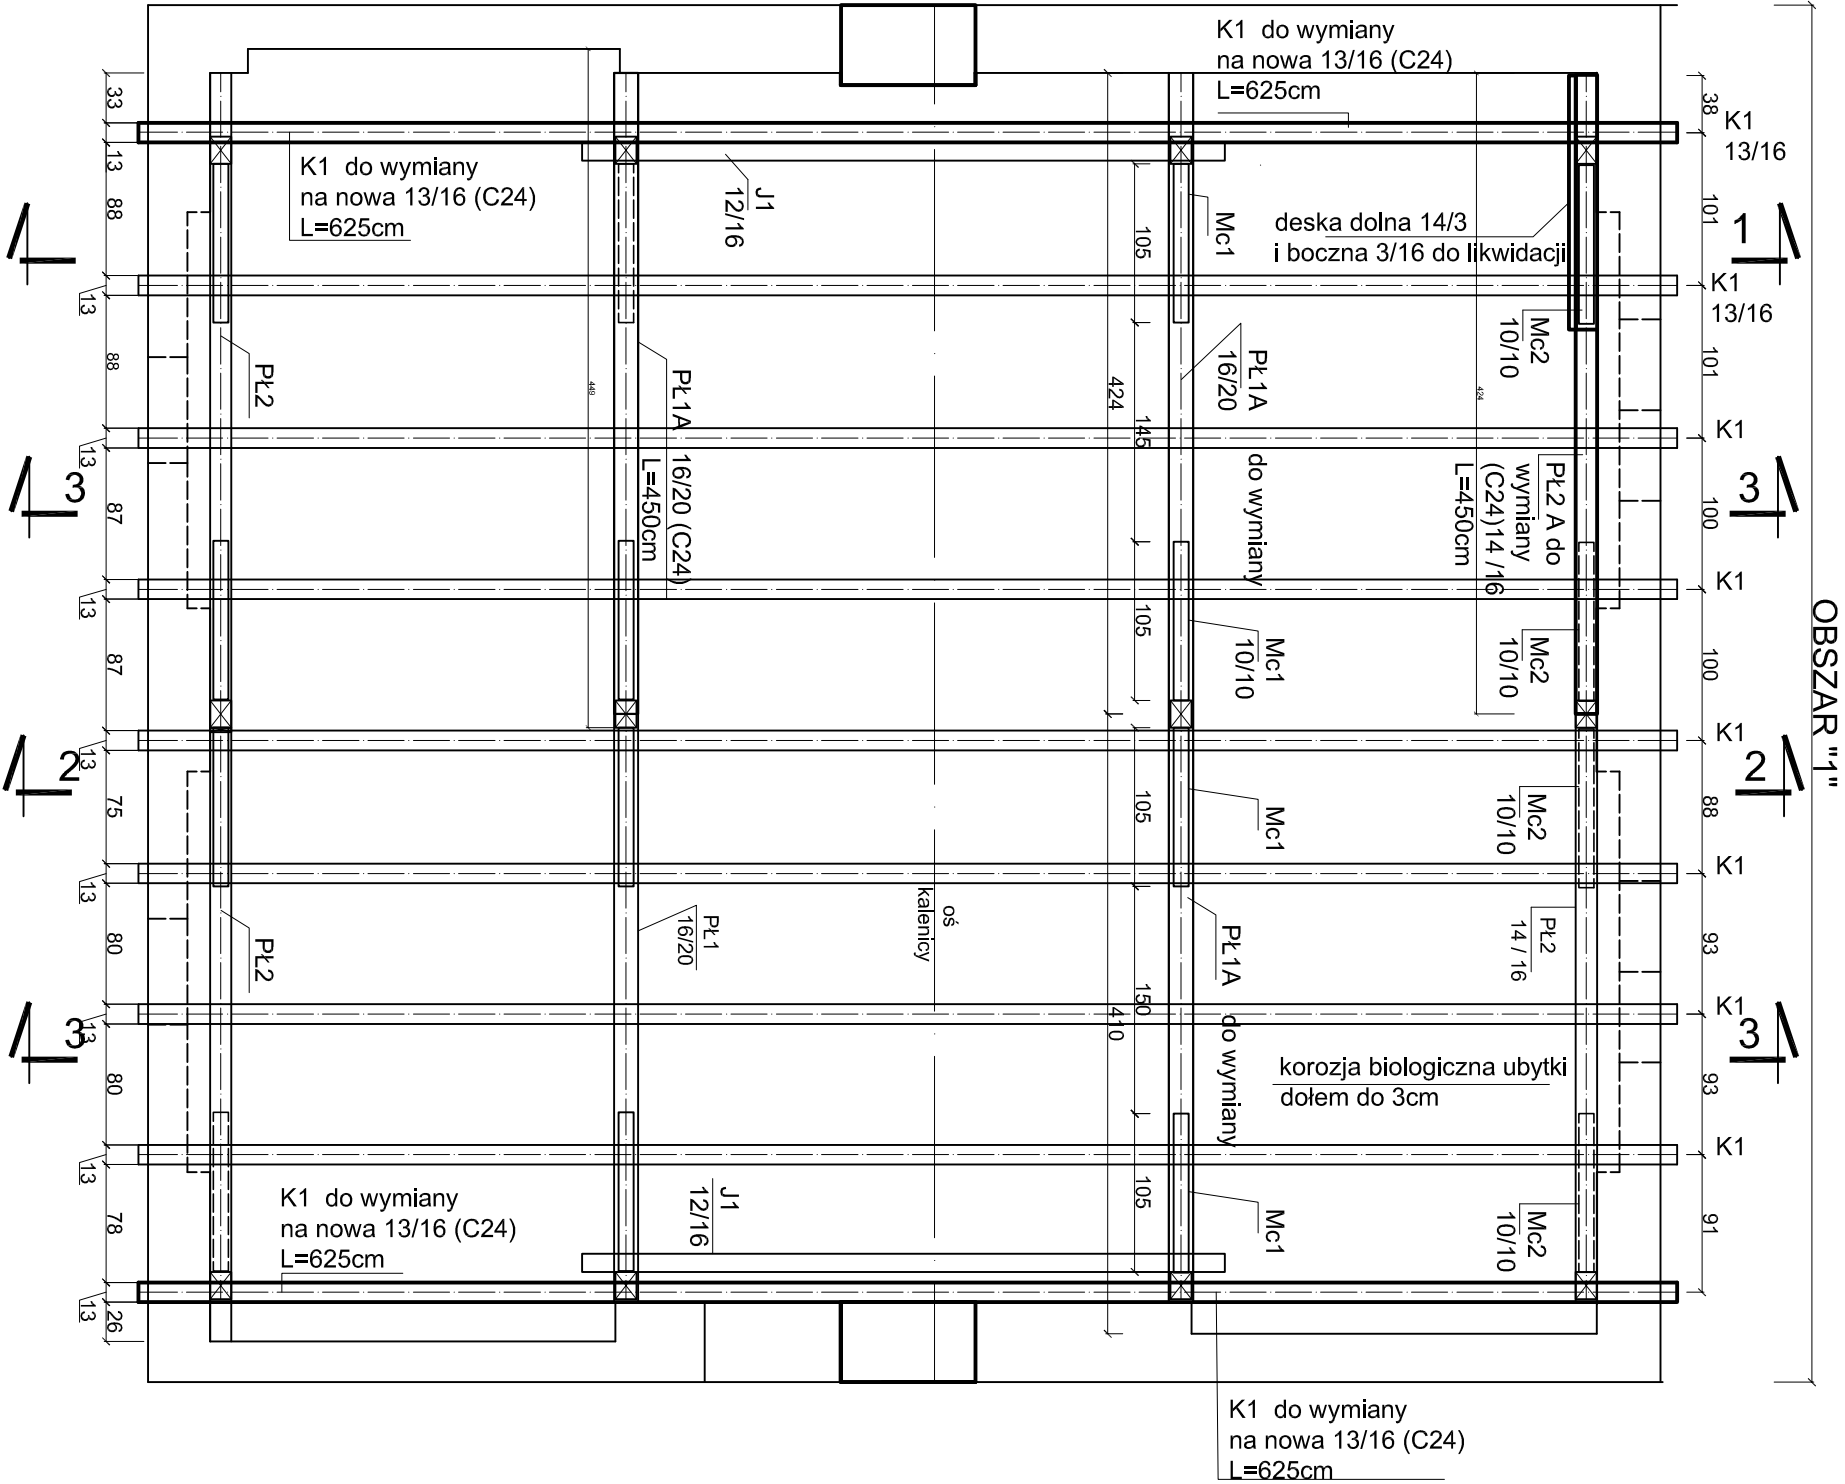 K1 do wymiany
na nowa 13/16 (C24)
L=625cm
K1
13/16
K1 do wymiany
na nowa 13/16 (C24)
L=625cm
J1
12/16
Mc1
deska dolna 14/3
i boczna 3/16 do likwidacji
1
K1
13/16
Mc2
10/10
PŁ2
PŁ1A 16/20 (C24)
L=450cm
PŁ1A do wymiany
16/20
PŁ2 A do
wymiany
(C24)14 /16
L=450cm
K1
3
3
K1
Mc1
10/10
Mc2
10/10
OBSZAR "1"
K1
2
2
Mc1
Mc2
10/10
K1
PŁ2
PŁ1
16/20
oś
kalenicy
PŁ1A do wymiany
PŁ2
14 / 16
K1
3
3
korozja biologiczna ubytki
dołem do 3cm
K1
K1 do wymiany
na nowa 13/16 (C24)
L=625cm
J1
12/16
Mc1
Mc2
10/10
K1 do wymiany
na nowa 13/16 (C24)
L=625cm
33
13
88
13
88
13
87
13
87
13
75
13
80
13
80
13
78
13
26
449
424
410
105
145
105
105
150
105
424
38
101
101
100
100
88
93
93
91